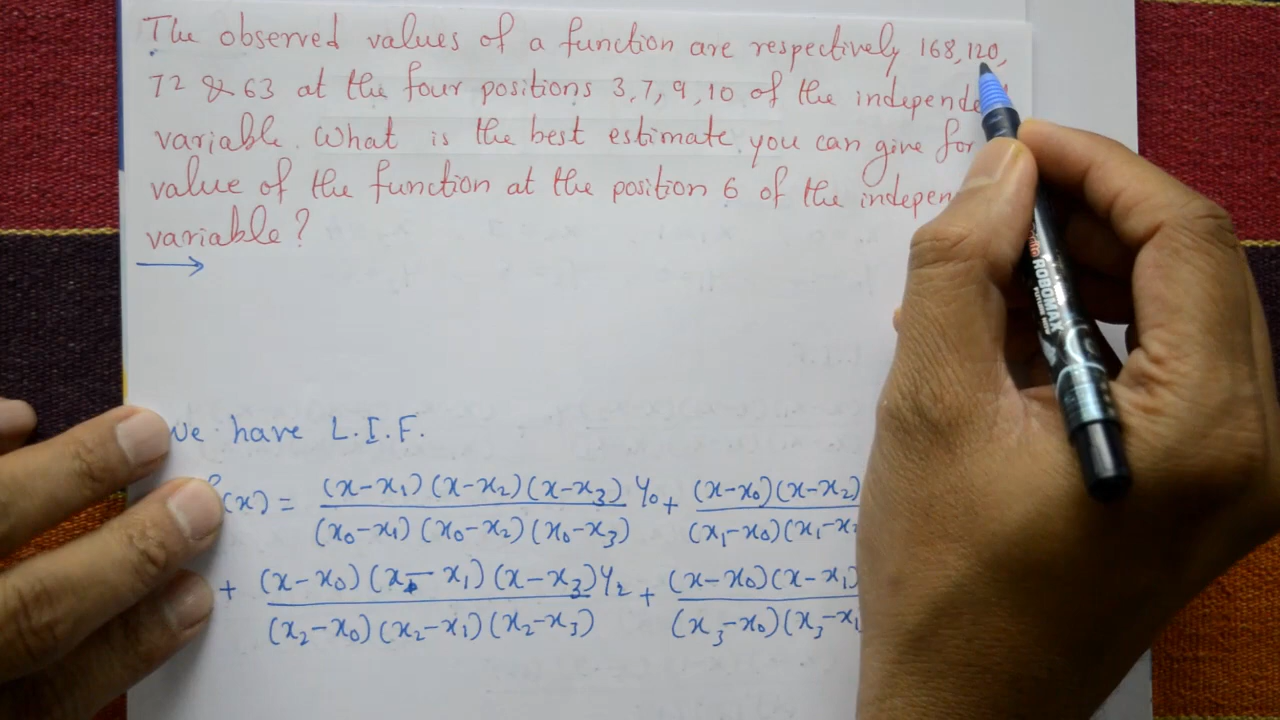 The observed values of a function are respectively 168, 120,
72 & 63 at the four positions 3, 7, 9, 10 of the
variable. What is the best estimate you can give for
value of the function at the position 6 of the
variable?
We have L.I.F.
(x) = (x-x₁)(x-x₂)(x-x₃) y₀ + (x-x₀)(x-x₂)
(x₀-x₁)(x₀-x₂)(x₀-x₃) (x₁-x₀)(x₁-x₂
+ (x-x₀)(x-x₁)(x-x₃) y₂ + (x-x₀)(x-x₁)
(x₂-x₀)(x₂-x₁)(x₂-x₃) (x₃-x₀)(x₃-x₁
ROBOMAX